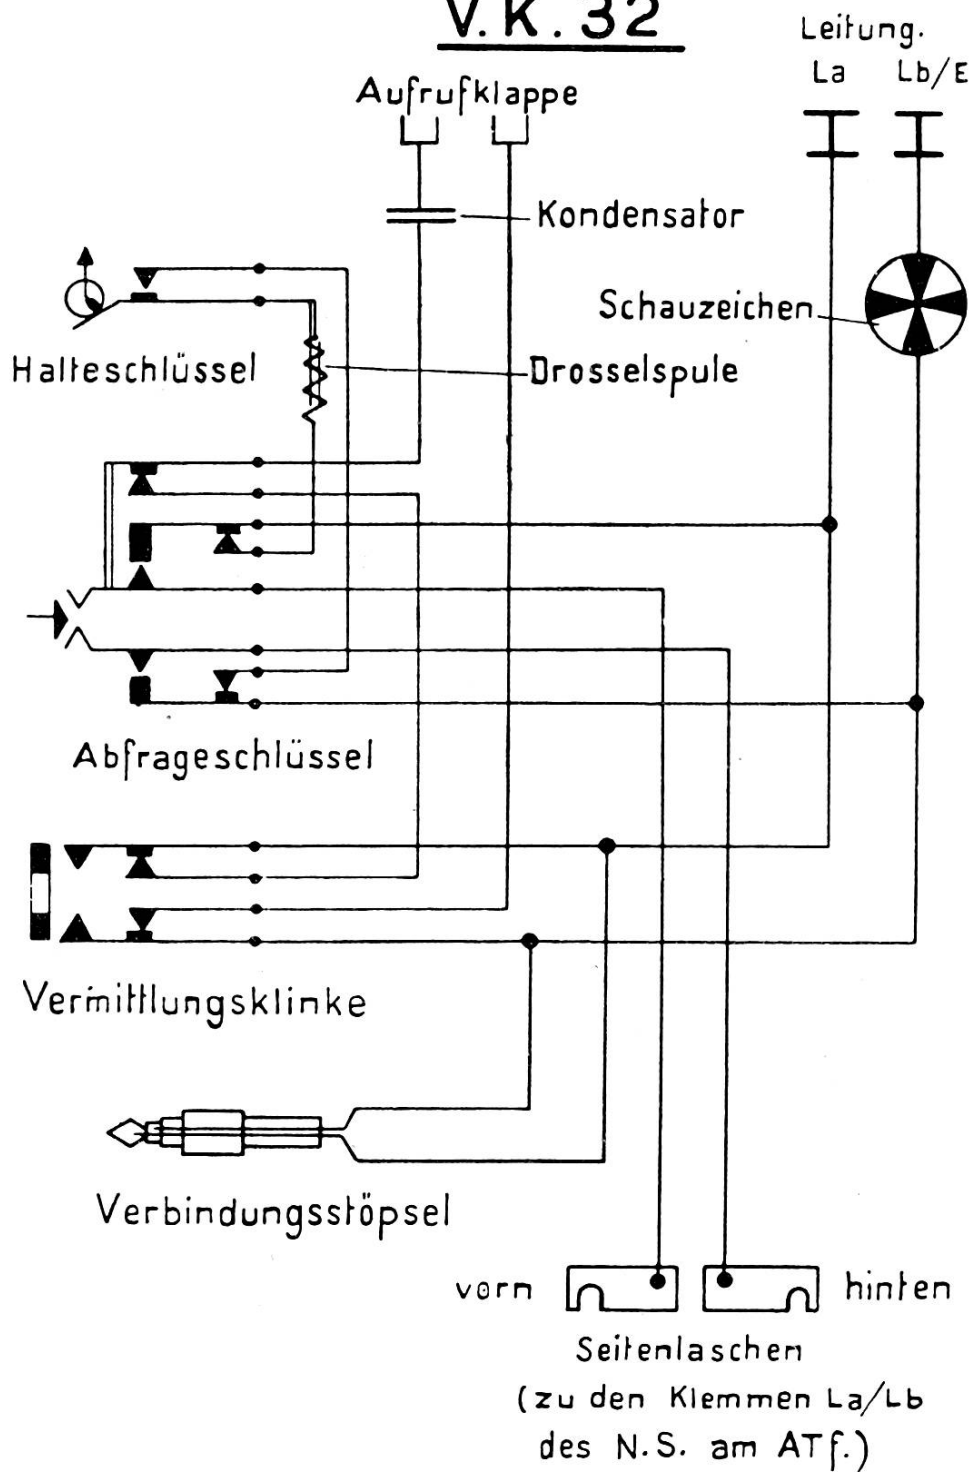 V. K. 32
Leitung.
La Lb/E
Aufrufklappe
Kondensator
Schauzeichen
Halteschlüssel
Drosselspule
Abfrageschlüssel
Vermittlungsklinke
Verbindungsstöpsel
vorn
hinten
Seitenlaschen
(zu den Klemmen La/Lb
des N.S. am ATf.)